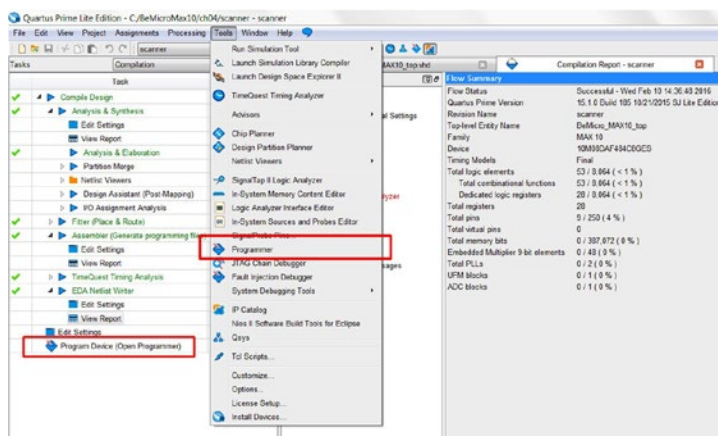 Quartus Prime Lite Edition - C:/BeMicroMax10/ch04/scanner - scanner
File Edit View Project Assignments Processing Tools Window Help
scanner
MAX10_top.vhd
Compilation Report - scanner
Tasks
Compilation
Task
Compile Design
Analysis & Synthesis
Edit Settings
View Report
Analysis & Elaboration
Partition Merge
Netlist Viewers
Design Assistant (Post-Mapping)
I/O Assignment Analysis
Fitter (Place & Route)
Assembler (Generate programming files)
Edit Settings
View Report
TimeQuest Timing Analysis
EDA Netlist Writer
Edit Settings
View Report
Edit Settings
Program Device (Open Programmer)
Run Simulation Tool
Launch Simulation Library Compiler
Launch Design Space Explorer II
TimeQuest Timing Analyzer
Advisors
Chip Planner
Design Partition Planner
Netlist Viewers
SignalTap II Logic Analyzer
In-System Memory Content Editor
Logic Analyzer Interface Editor
In-System Sources and Probes Editor
SignalProbe Pins
Programmer
JTAG Chain Debugger
Fault Injection Debugger
System Debugging Tools
IP Catalog
Nios II Software Build Tools for Eclipse
Qsys
Tcl Scripts...
Customize...
Options...
License Setup...
Install Devices...
al Settings
lyzer
sages
Flow Summary
Flow Status Successful - Wed Feb 10 14:36:48 2016
Quartus Prime Version 15.1.0 Build 185 10/21/2015 SJ Lite Edition
Revision Name scanner
Top-level Entity Name BeMicro_MAX10_top
Family MAX 10
Device 10M08DAF484C8GES
Timing Models Final
Total logic elements 53 / 8,064 ( < 1 % )
Total combinational functions 53 / 8,064 ( < 1 % )
Dedicated logic registers 28 / 8,064 ( < 1 % )
Total registers 28
Total pins 9 / 250 ( 4 % )
Total virtual pins 0
Total memory bits 0 / 387,072 ( 0 % )
Embedded Multiplier 9-bit elements 0 / 48 ( 0 % )
Total PLLs 0 / 2 ( 0 % )
UFM blocks 0 / 1 ( 0 % )
ADC blocks 0 / 1 ( 0 % )